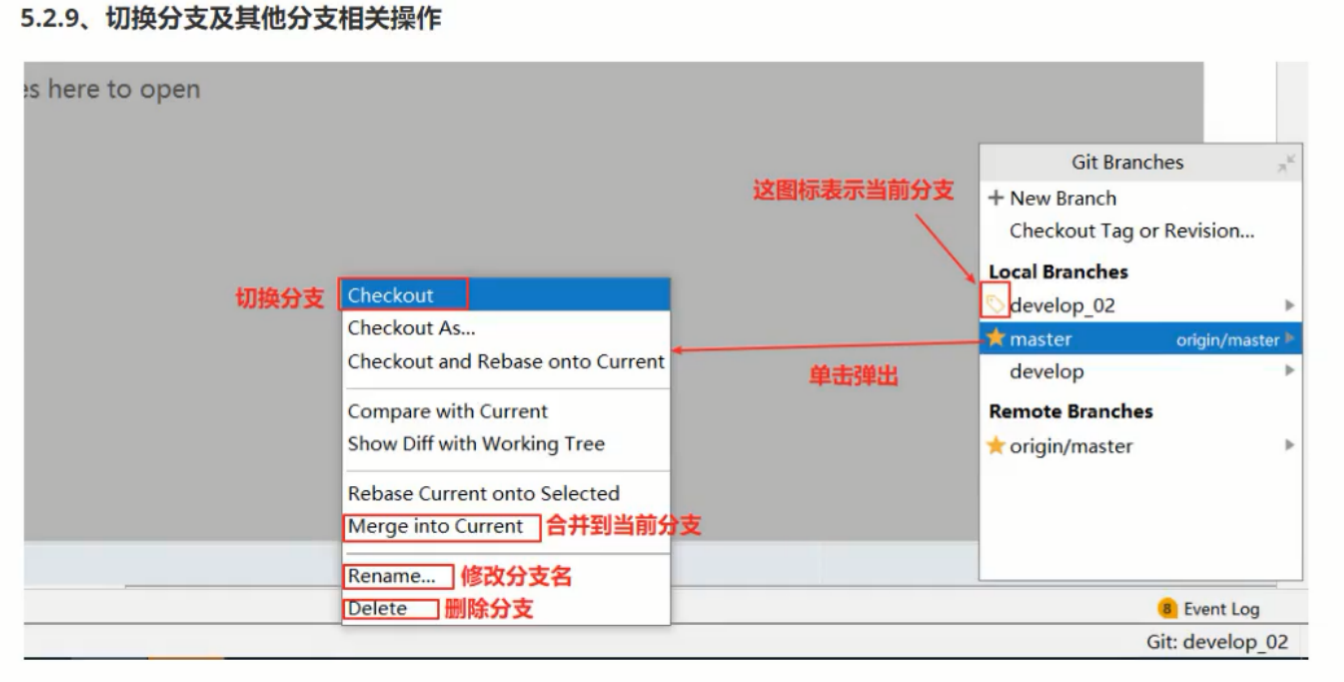 5.2.9、切换分支及其他分支相关操作
es here to open
Git Branches
New Branch
Checkout Tag or Revision...
Local Branches
develop_02
master origin/master
develop
Remote Branches
origin/master
这图标表示当前分支
单击弹出
切换分支
Checkout
Checkout As...
Checkout and Rebase onto Current
Compare with Current
Show Diff with Working Tree
Rebase Current onto Selected
Merge into Current 合并到当前分支
Rename... 修改分支名
Delete 删除分支
8 Event Log
Git: develop_02